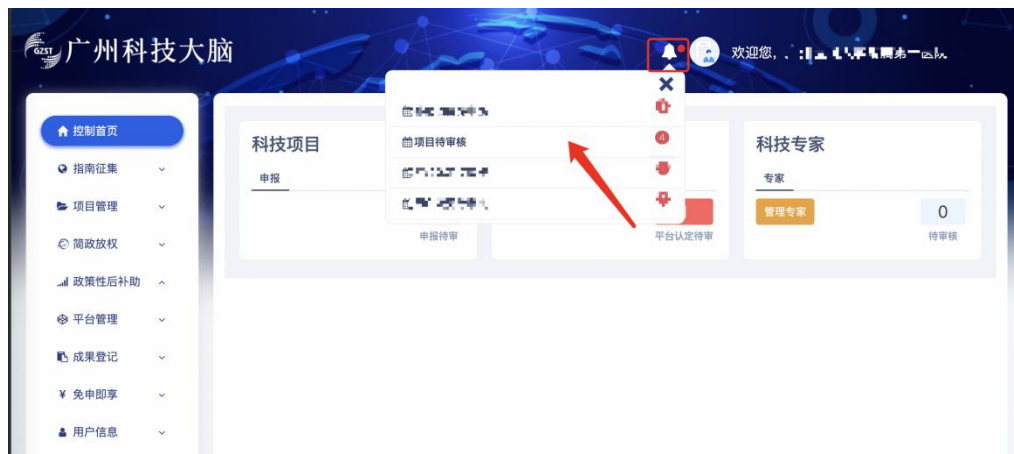 GZST 广州科技大脑
欢迎您,
控制首页
指南征集
项目管理
简政放权
政策性后补助
平台管理
成果登记
¥ 免申即享
用户信息
项目待审核 4
科技项目
申报
申报待审
平台认定待审
科技专家
专家
管理专家
0
待审核